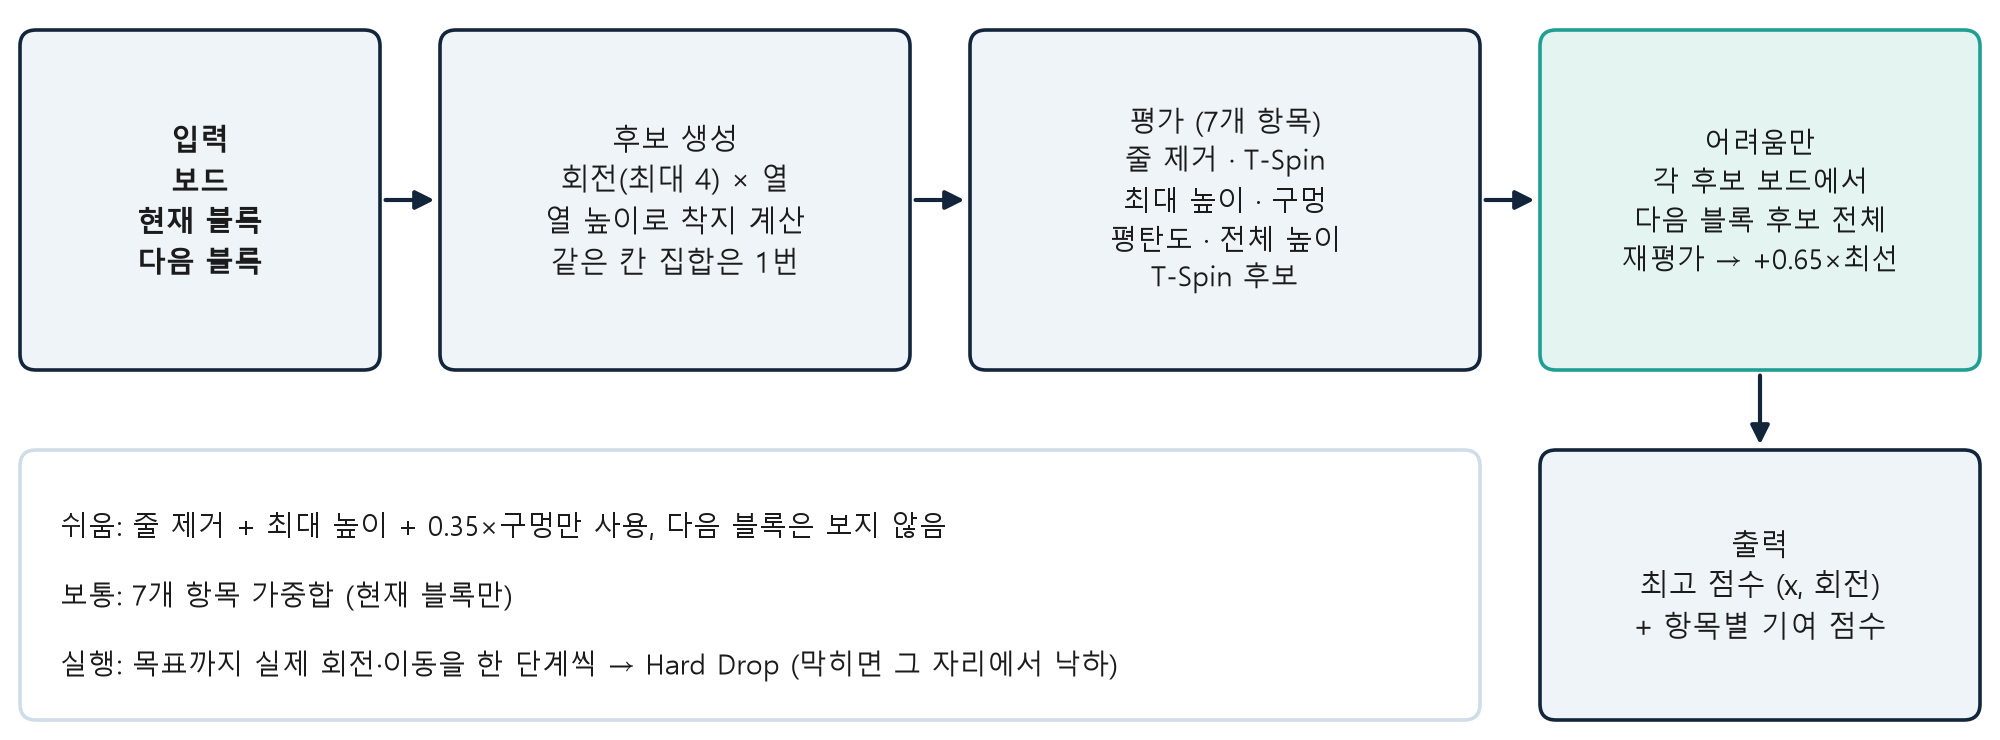 입력
보드
현재 블록
다음 블록
후보 생성
회전(최대 4) × 열
열 높이로 착지 계산
같은 칸 집합은 1번
평가 (7개 항목)
줄 제거 · T-Spin
최대 높이 · 구멍
평탄도 · 전체 높이
T-Spin 후보
어려움만
각 후보 보드에서
다음 블록 후보 전체
재평가 → +0.65×최선
쉬움: 줄 제거 + 최대 높이 + 0.35×구멍만 사용, 다음 블록은 보지 않음
보통: 7개 항목 가중합 (현재 블록만)
실행: 목표까지 실제 회전·이동을 한 단계씩 → Hard Drop (막히면 그 자리에서 낙하)
출력
최고 점수 (x, 회전)
+ 항목별 기여 점수